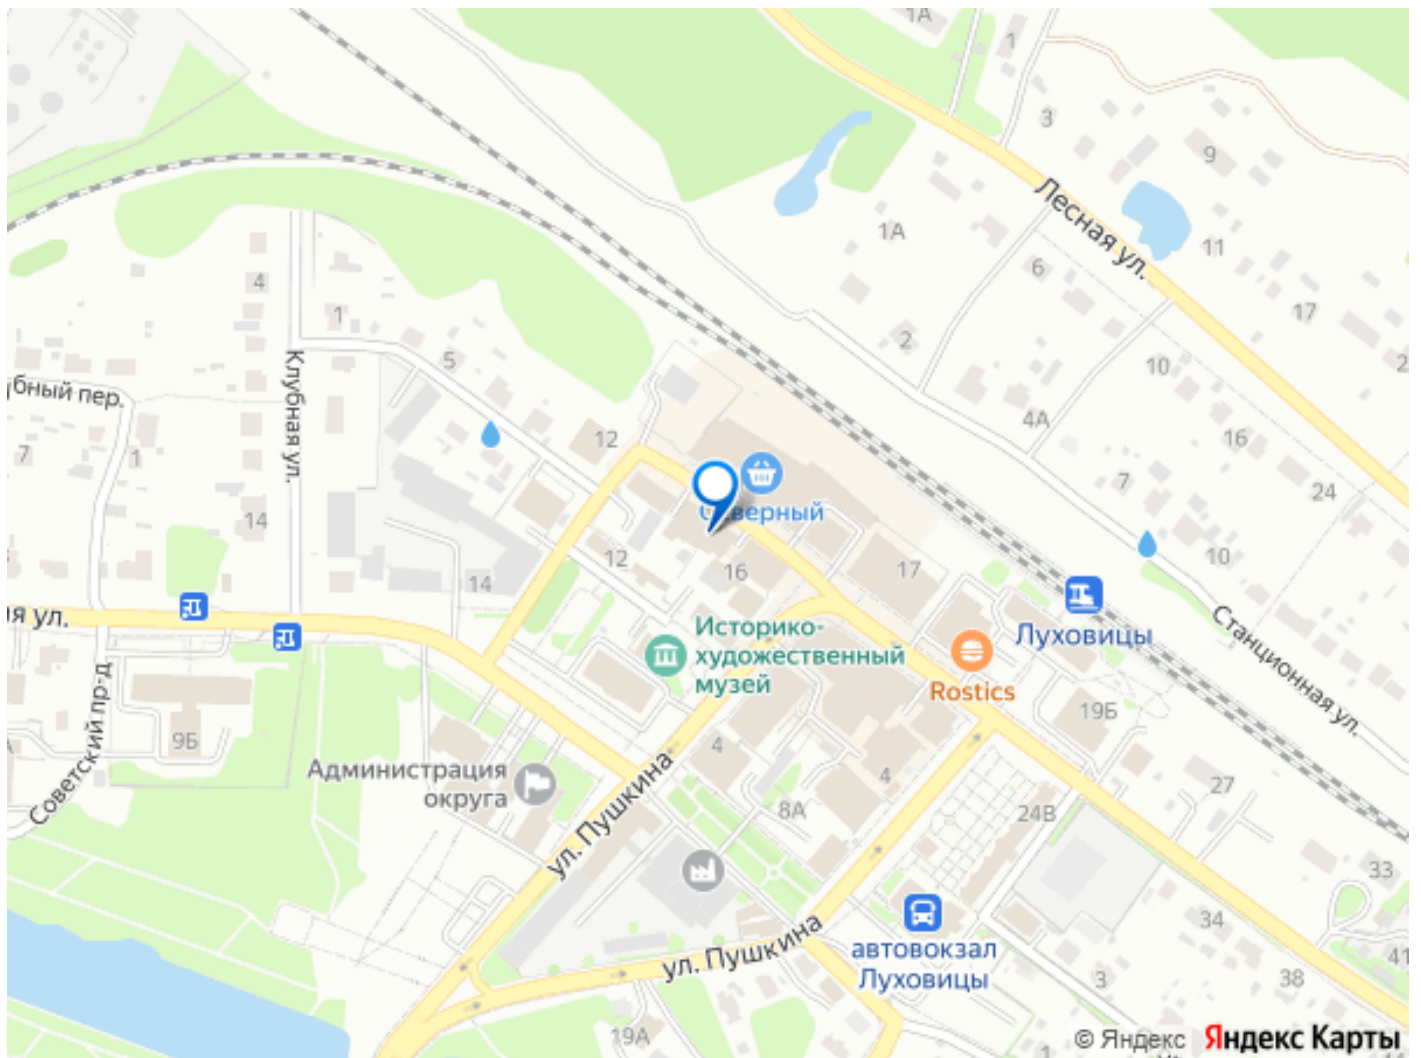 1А
1
3
9
Лесная ул.
1А
11
6
4
17
1
2
5
10
Клубная ул.
убный пер.
4А
16
12
7
1
7
24
Северный
14
10
12
16
17
14
Луховицы
Станционная ул.
ая ул.
Историко-
художественный
музей
Rostics
19Б
Советский пр-д
9Б
4
4
Администрация
округа
ул. Пушкина
8А
24В
27
33
34
автовокзал
Луховицы
ул. Пушкина
41
3
38
19А
1
© Яндекс Яндекс Карты